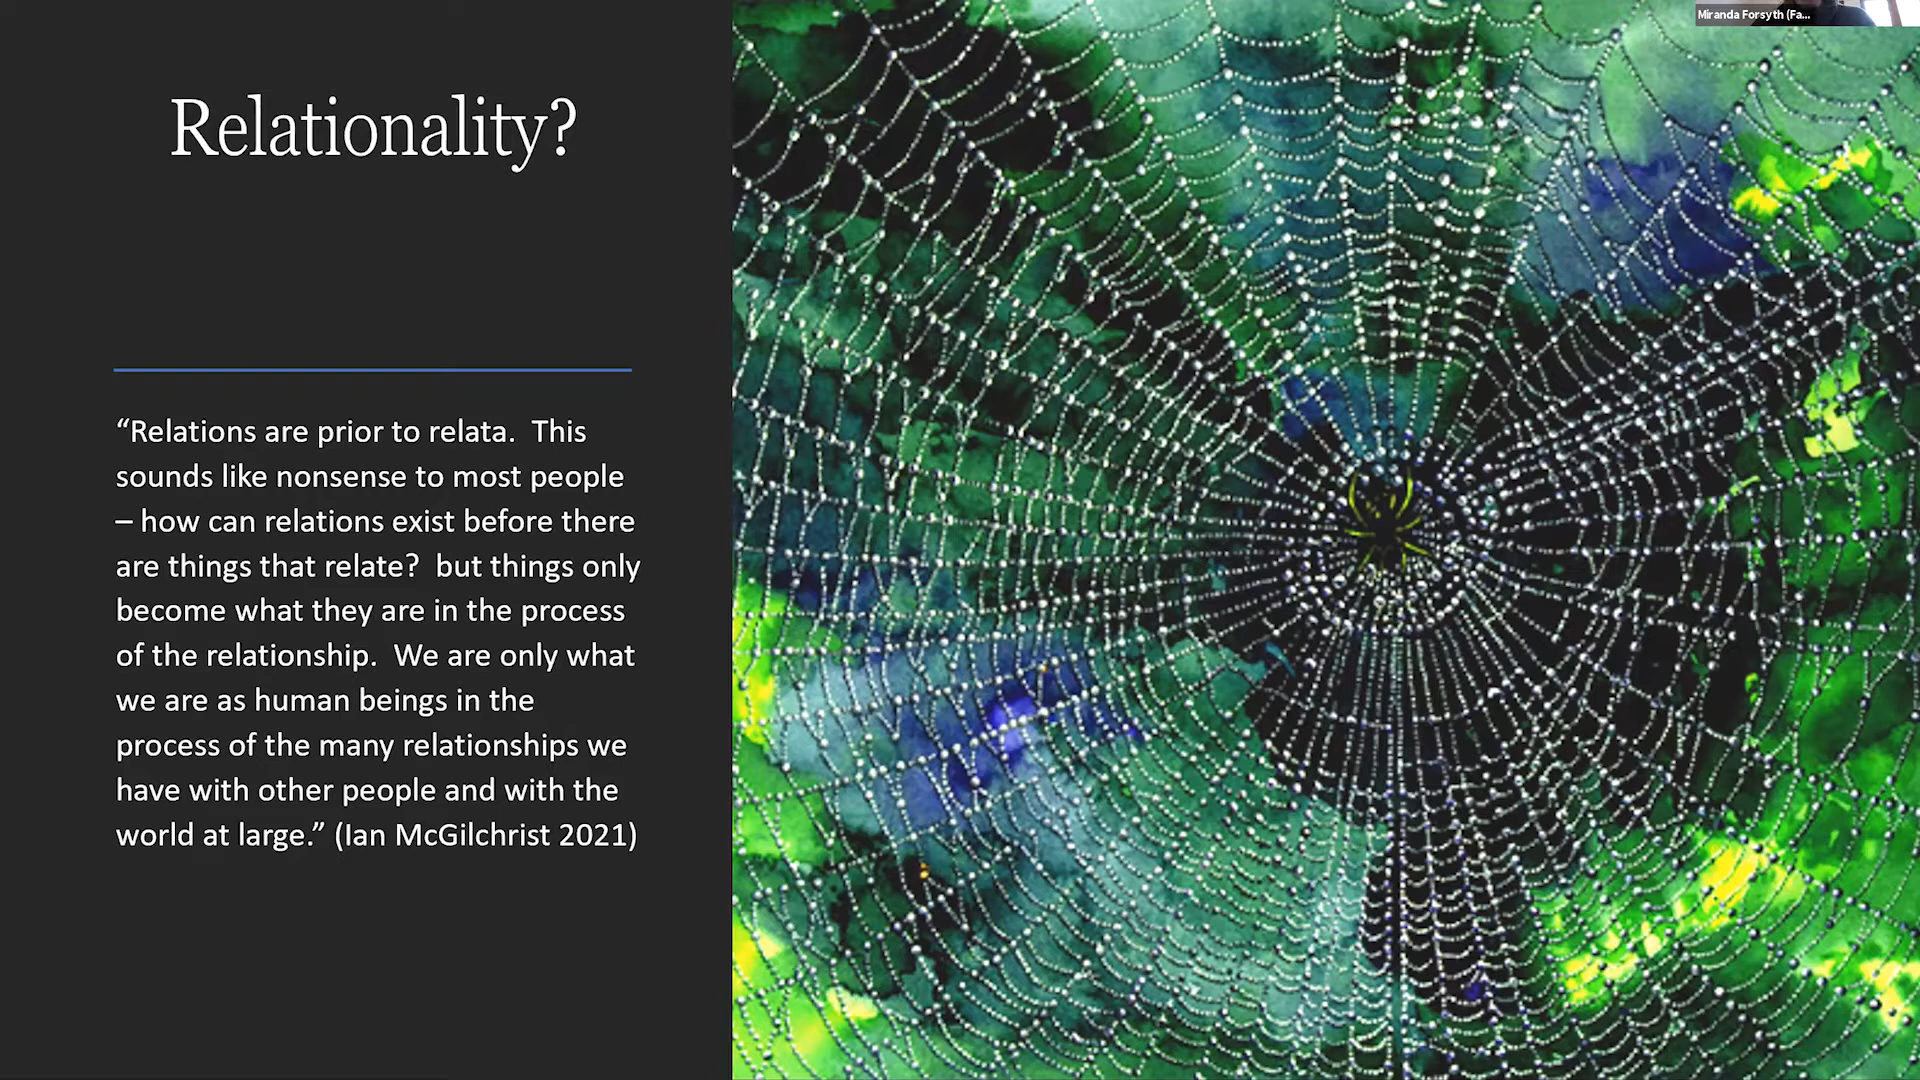 Miranda Forsyth (Fa...
Relationality?
“Relations are prior to relata.  This
sounds like nonsense to most people
– how can relations exist before there
are things that relate?  but things only
become what they are in the process
of the relationship.  We are only what
we are as human beings in the
process of the many relationships we
have with other people and with the
world at large.” (Ian McGilchrist 2021)